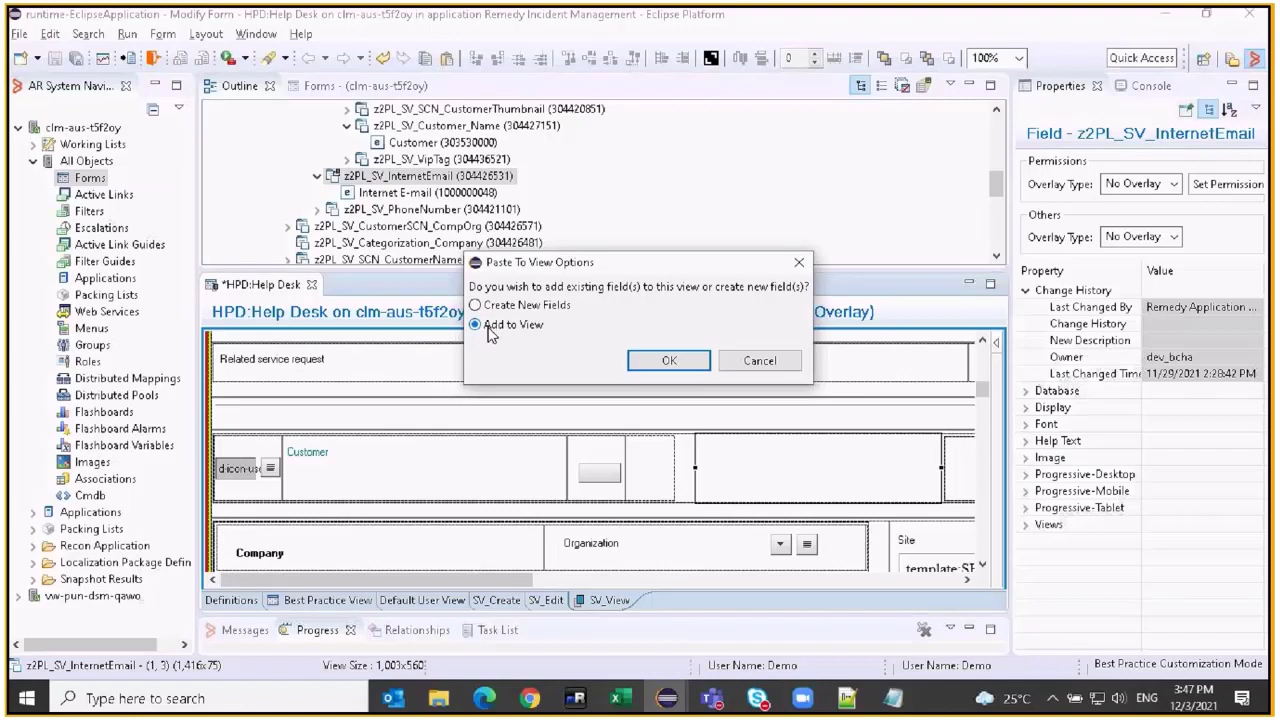 runtime-EclipseApplication - Modify Form - HPD:Help Desk on clm-aus-t5f2oy in application Remedy Incident Management - Eclipse Platform
File Edit Search Run Form Layout Window Help
0 100% Quick Access
AR System Navi...
clm-aus-t5f2oy
Working Lists
All Objects
Forms
Active Links
Filters
Escalations
Active Link Guides
Filter Guides
Applications
Packing Lists
Web Services
Menus
Groups
Roles
Distributed Mappings
Distributed Pools
Flashboards
Flashboard Alarms
Flashboard Variables
Images
Associations
Cmdb
Applications
Packing Lists
Recon Application
Localization Package Defin
Snapshot Results
vw-pun-dsm-qawo
Outline Forms - (clm-aus-t5f2oy)
z2PL_SV_SCN_CustomerThumbnail (304420851)
z2PL_SV_Customer_Name (304427151)
Customer (303530000)
z2PL_SV_VipTag (304436521)
z2PL_SV_InternetEmail (304426531)
Internet E-mail (1000000048)
z2PL_SV_PhoneNumber (304421101)
z2PL_SV_CustomerSCN_CompOrg (304426571)
z2PL_SV_Categorization_Company (304426481)
z2PL_SV_SCN_CustomerName
*HPD:Help Desk
HPD:Help Desk on clm-aus-t5f2oy Overlay)
Paste To View Options
Do you wish to add existing field(s) to this view or create new field(s)?
Create New Fields
Add to View
OK Cancel
Related service request
d-icon-use
Customer
Company
Organization
Site
template:SF
Definitions Best Practice View Default User View SV_Create SV_Edit SV_View
Messages Progress Relationships Task List
Properties Console
Field - z2PL_SV_InternetEmail
Permissions
Overlay Type: No Overlay Set Permission
Others
Overlay Type: No Overlay
Property Value
Change History
Last Changed By Remedy Application ...
Change History
New Description
Owner dev_bcha
Last Changed Time 11/29/2021 2:28:42 PM
Database
Display
Font
Help Text
Image
Progressive-Desktop
Progressive-Mobile
Progressive-Tablet
Views
z2PL_SV_InternetEmail - (1, 3) (1,416x75) View Size : 1,003x560 User Name: Demo User Name: Demo Best Practice Customization Mode
Type here to search
25°C ENG 3:47 PM
12/3/2021